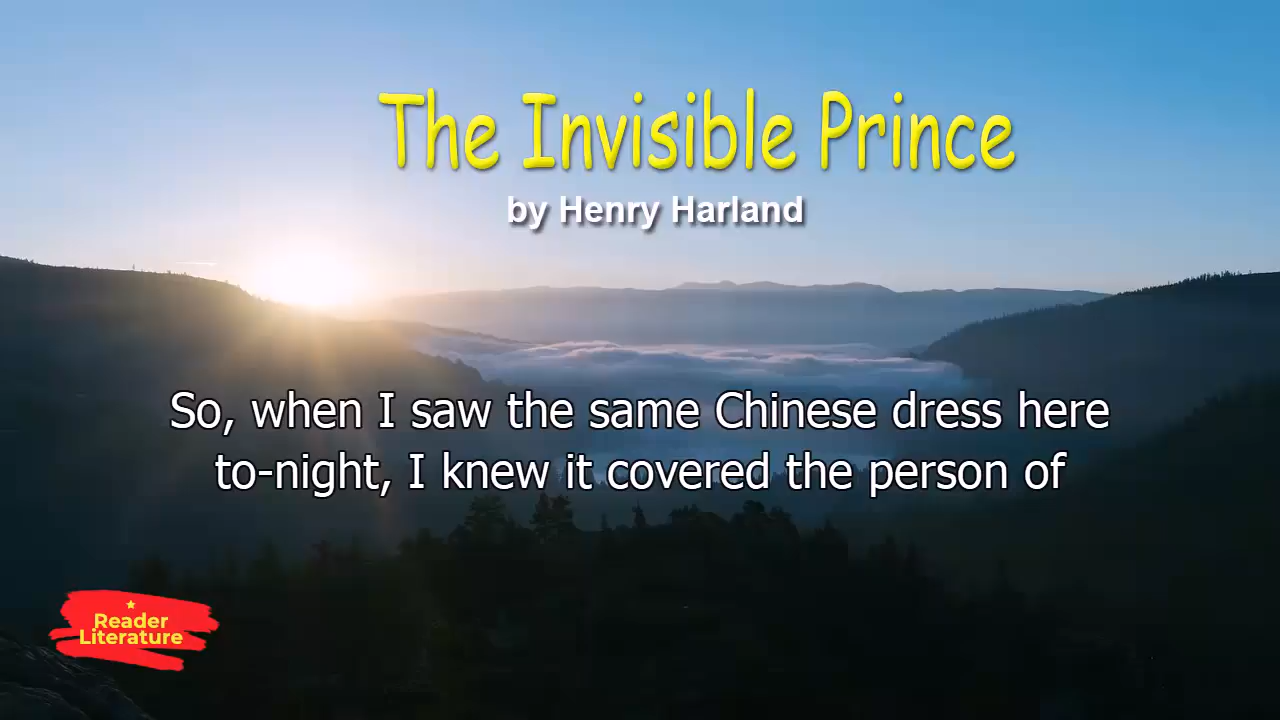 The Invisible Prince
by Henry Harland
So, when I saw the same Chinese dress here
to-night, I knew it covered the person of
Reader
Literature